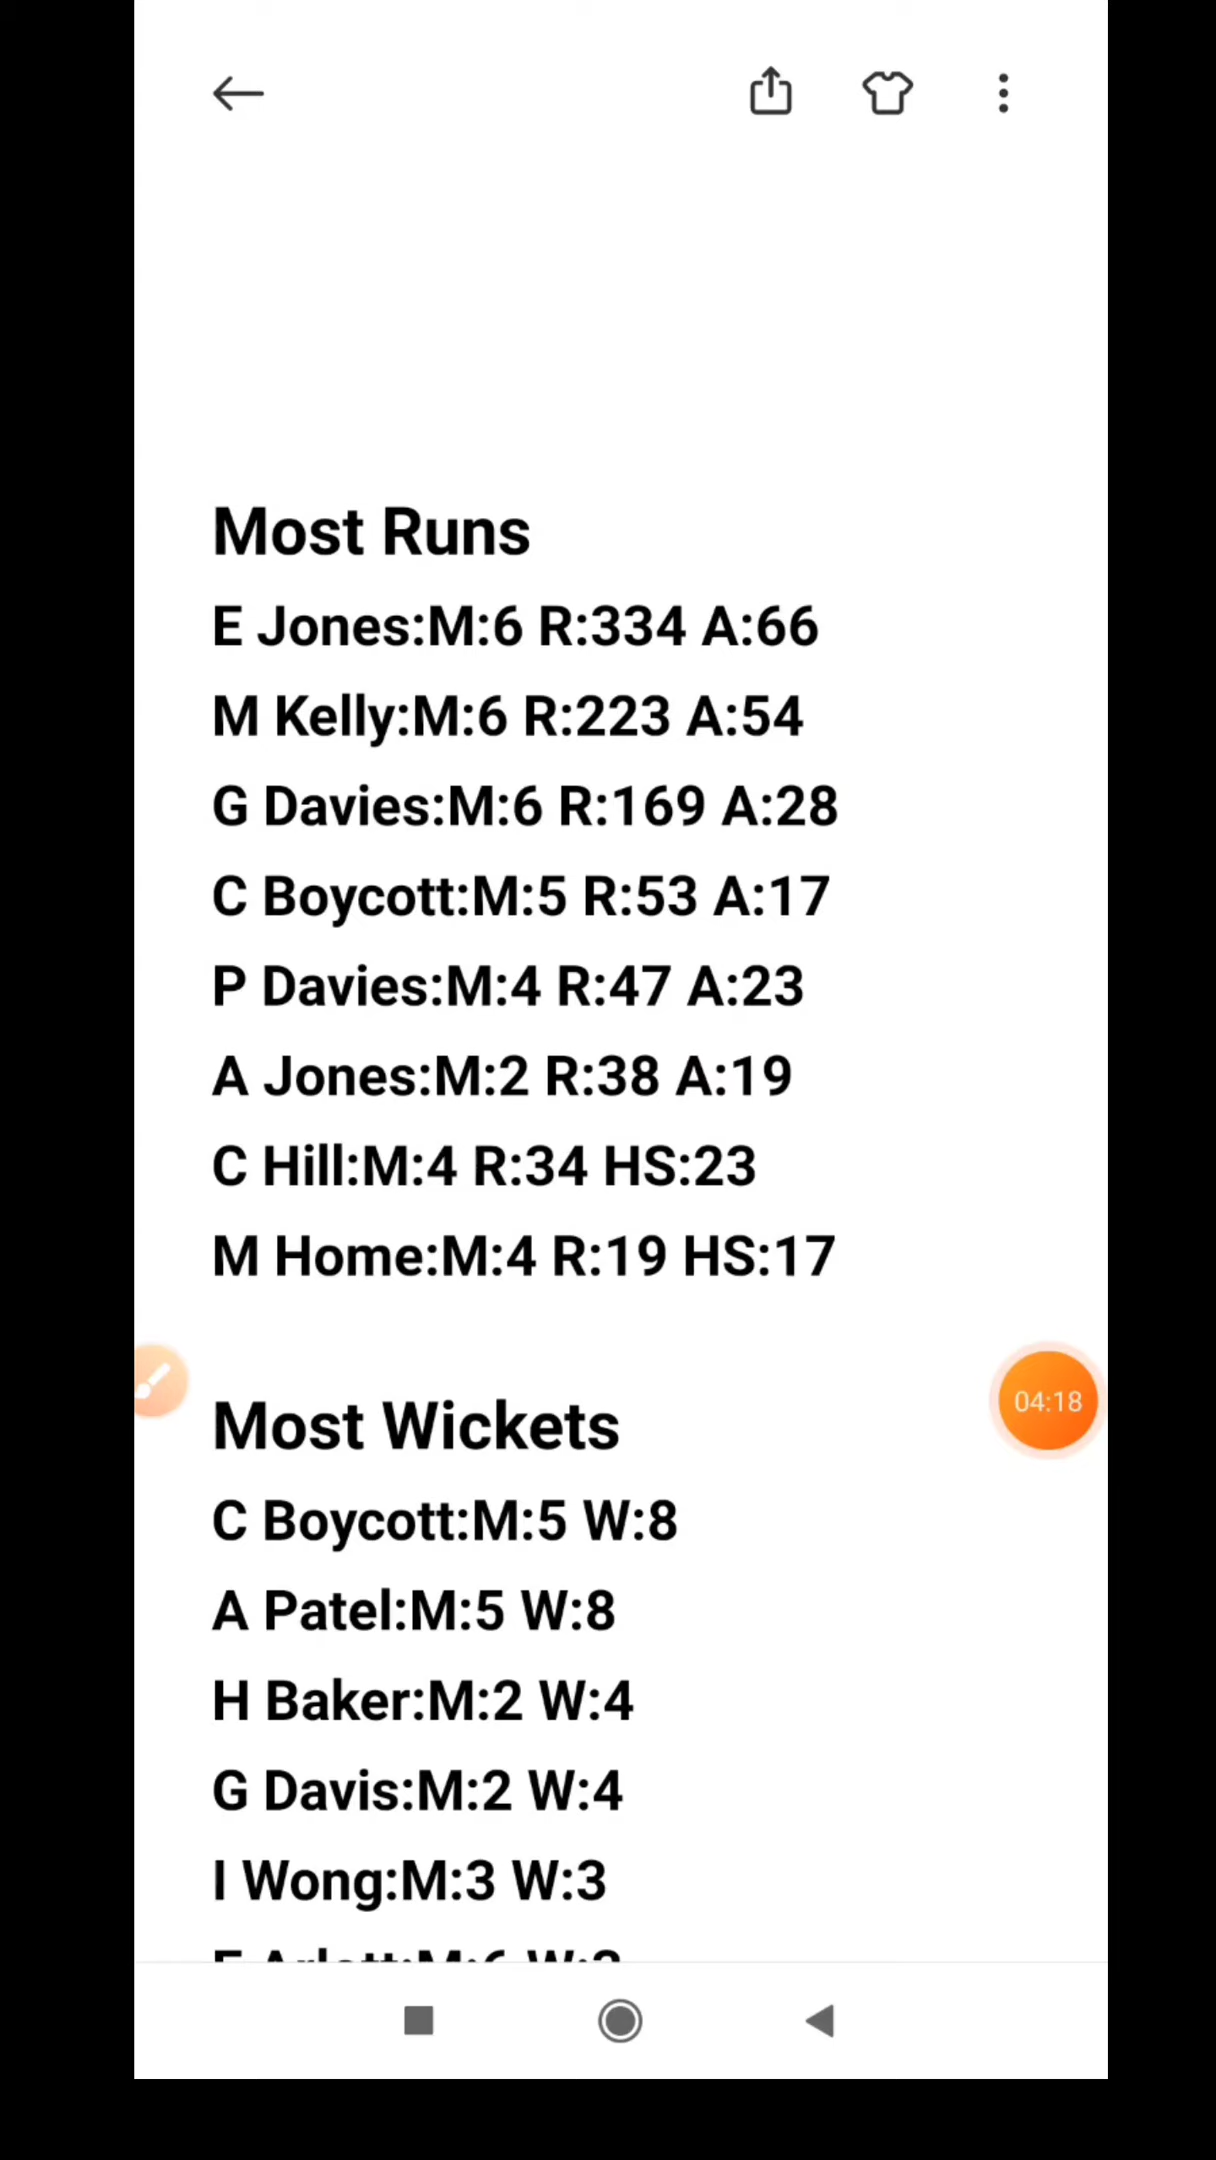 Most Runs
E Jones:M:6 R:334 A:66
M Kelly:M:6 R:223 A:54
G Davies:M:6 R:169 A:28
C Boycott:M:5 R:53 A:17
P Davies:M:4 R:47 A:23
A Jones:M:2 R:38 A:19
C Hill:M:4 R:34 HS:23
M Home:M:4 R:19 HS:17
04:18
Most Wickets
C Boycott:M:5 W:8
A Patel:M:5 W:8
H Baker:M:2 W:4
G Davis:M:2 W:4
I Wong:M:3 W:3